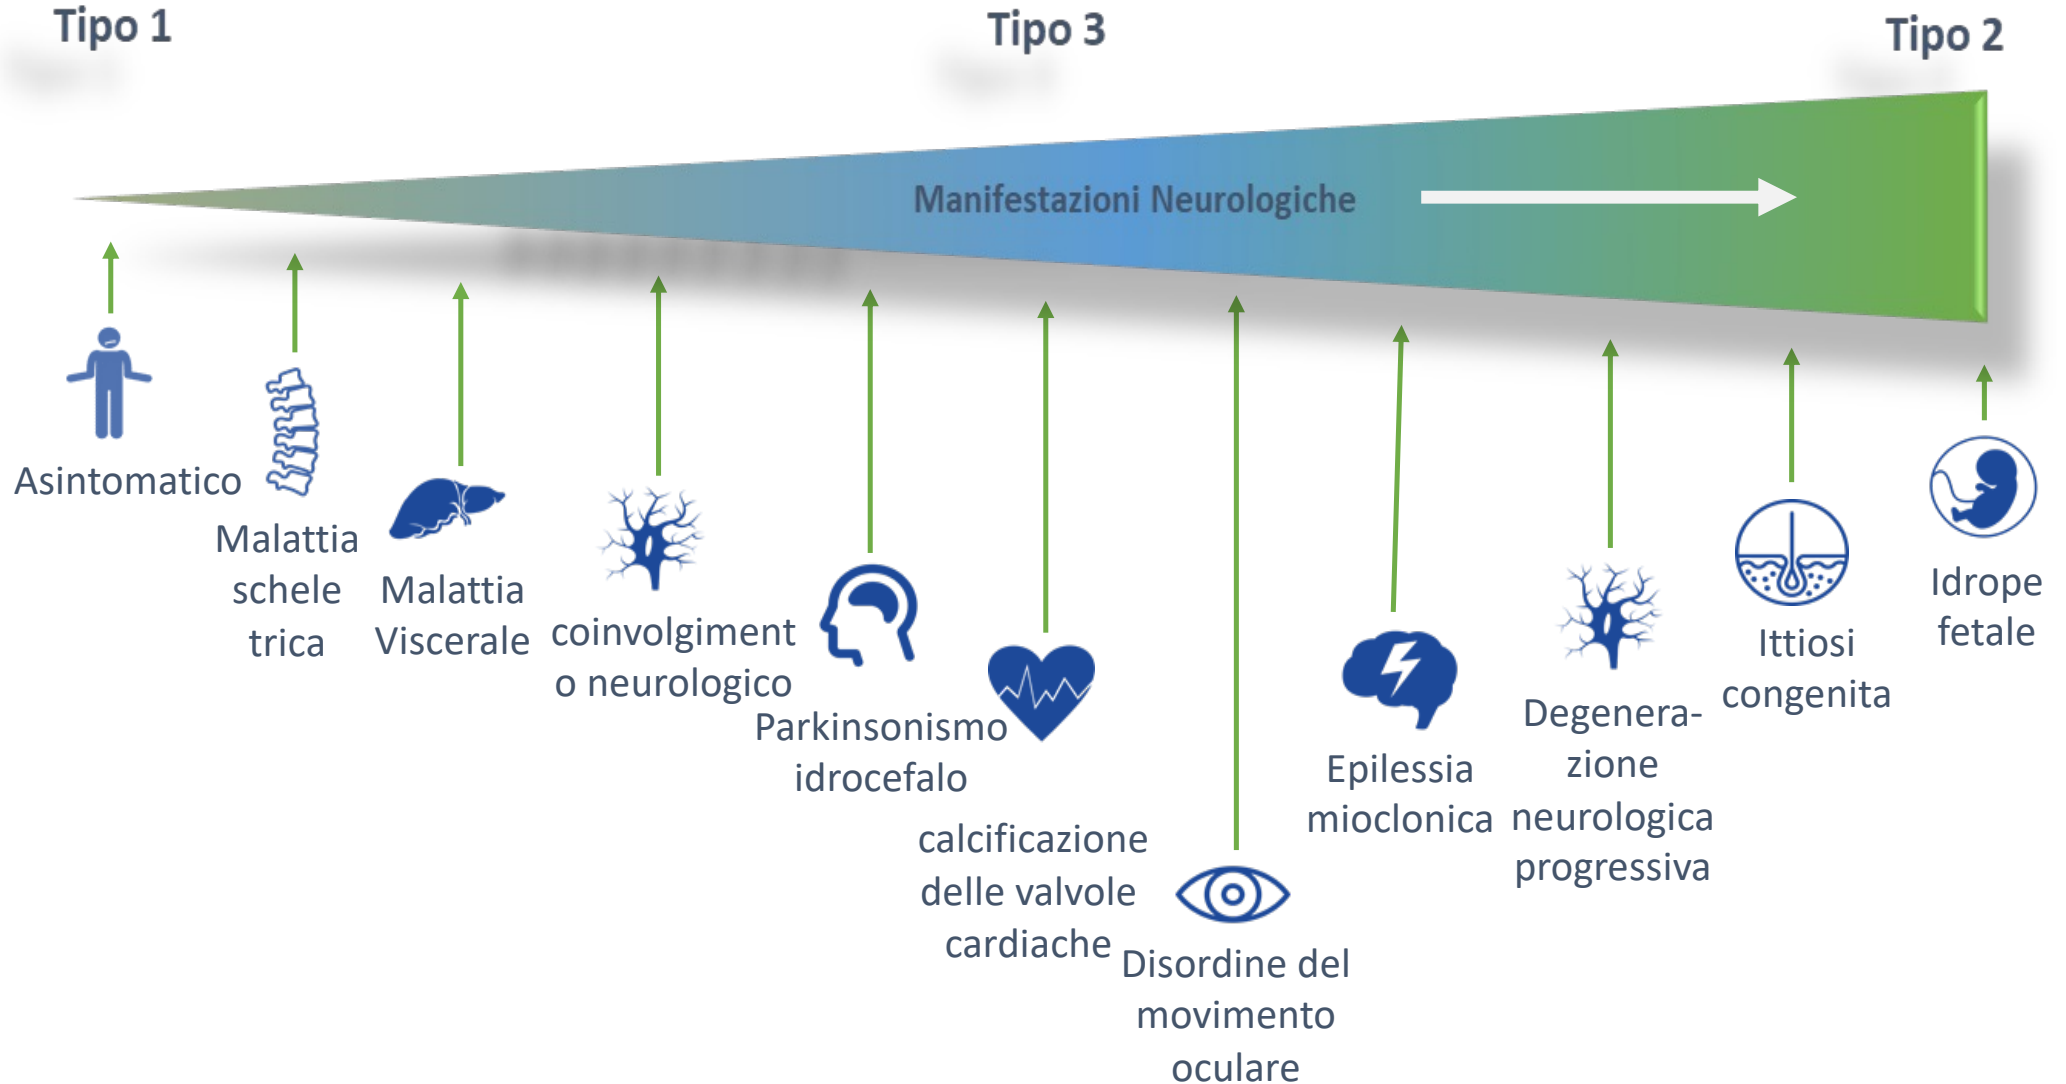 Tipo 1
Tipo 3
Tipo 2
Manifestazioni Neurologiche
Asintomatico
Malattia
schele
trica
Malattia
Viscerale
coinvolgiment
o neurologico
Parkinsonismo
idrocefalo
calcificazione
delle valvole
cardiache
Disordine del
movimento
oculare
Epilessia
mioclonica
Degenera-
zione
neurologica
progressiva
Ittiosi
congenita
Idrope
fetale